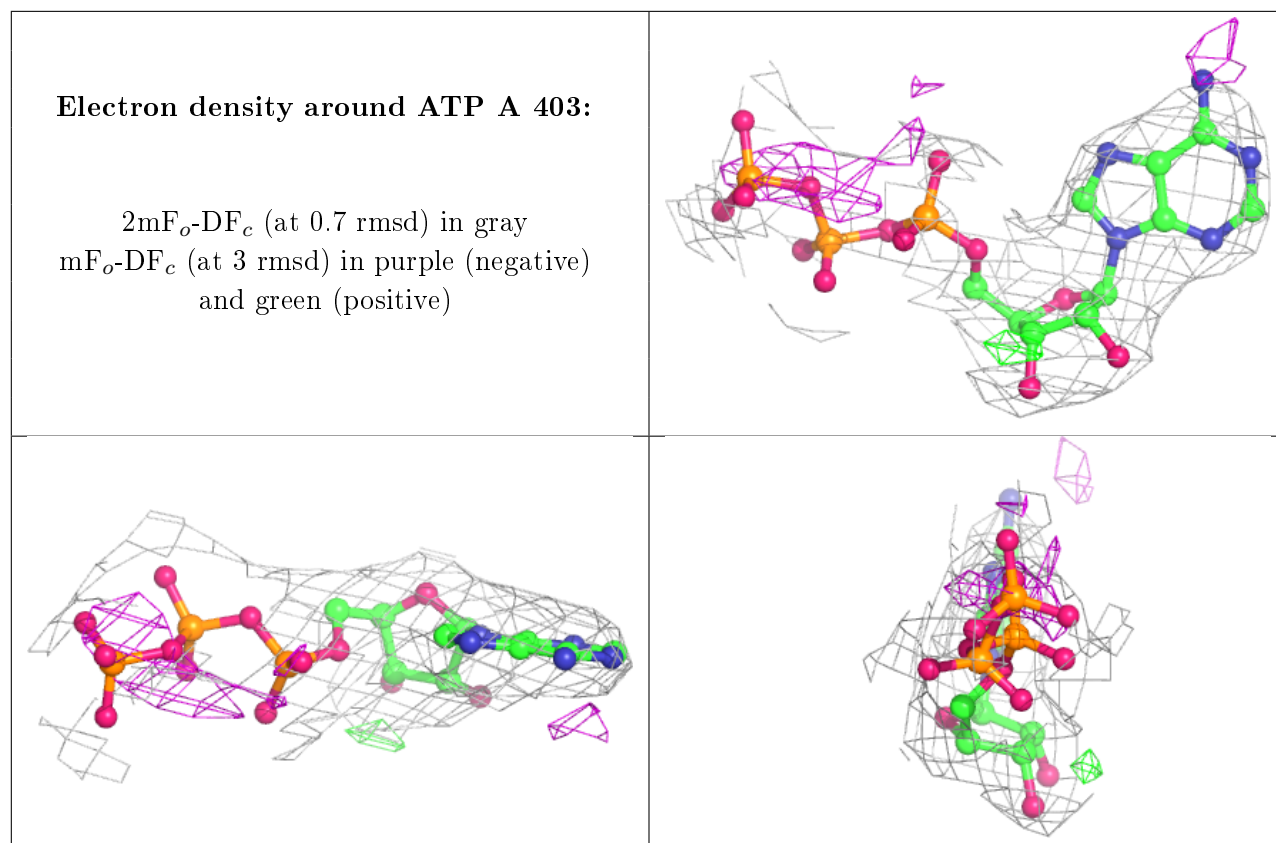 Electron density around ATP A 403:
2mFo-DFc (at 0.7 rmsd) in gray
mFo-DFc (at 3 rmsd) in purple (negative)
and green (positive)